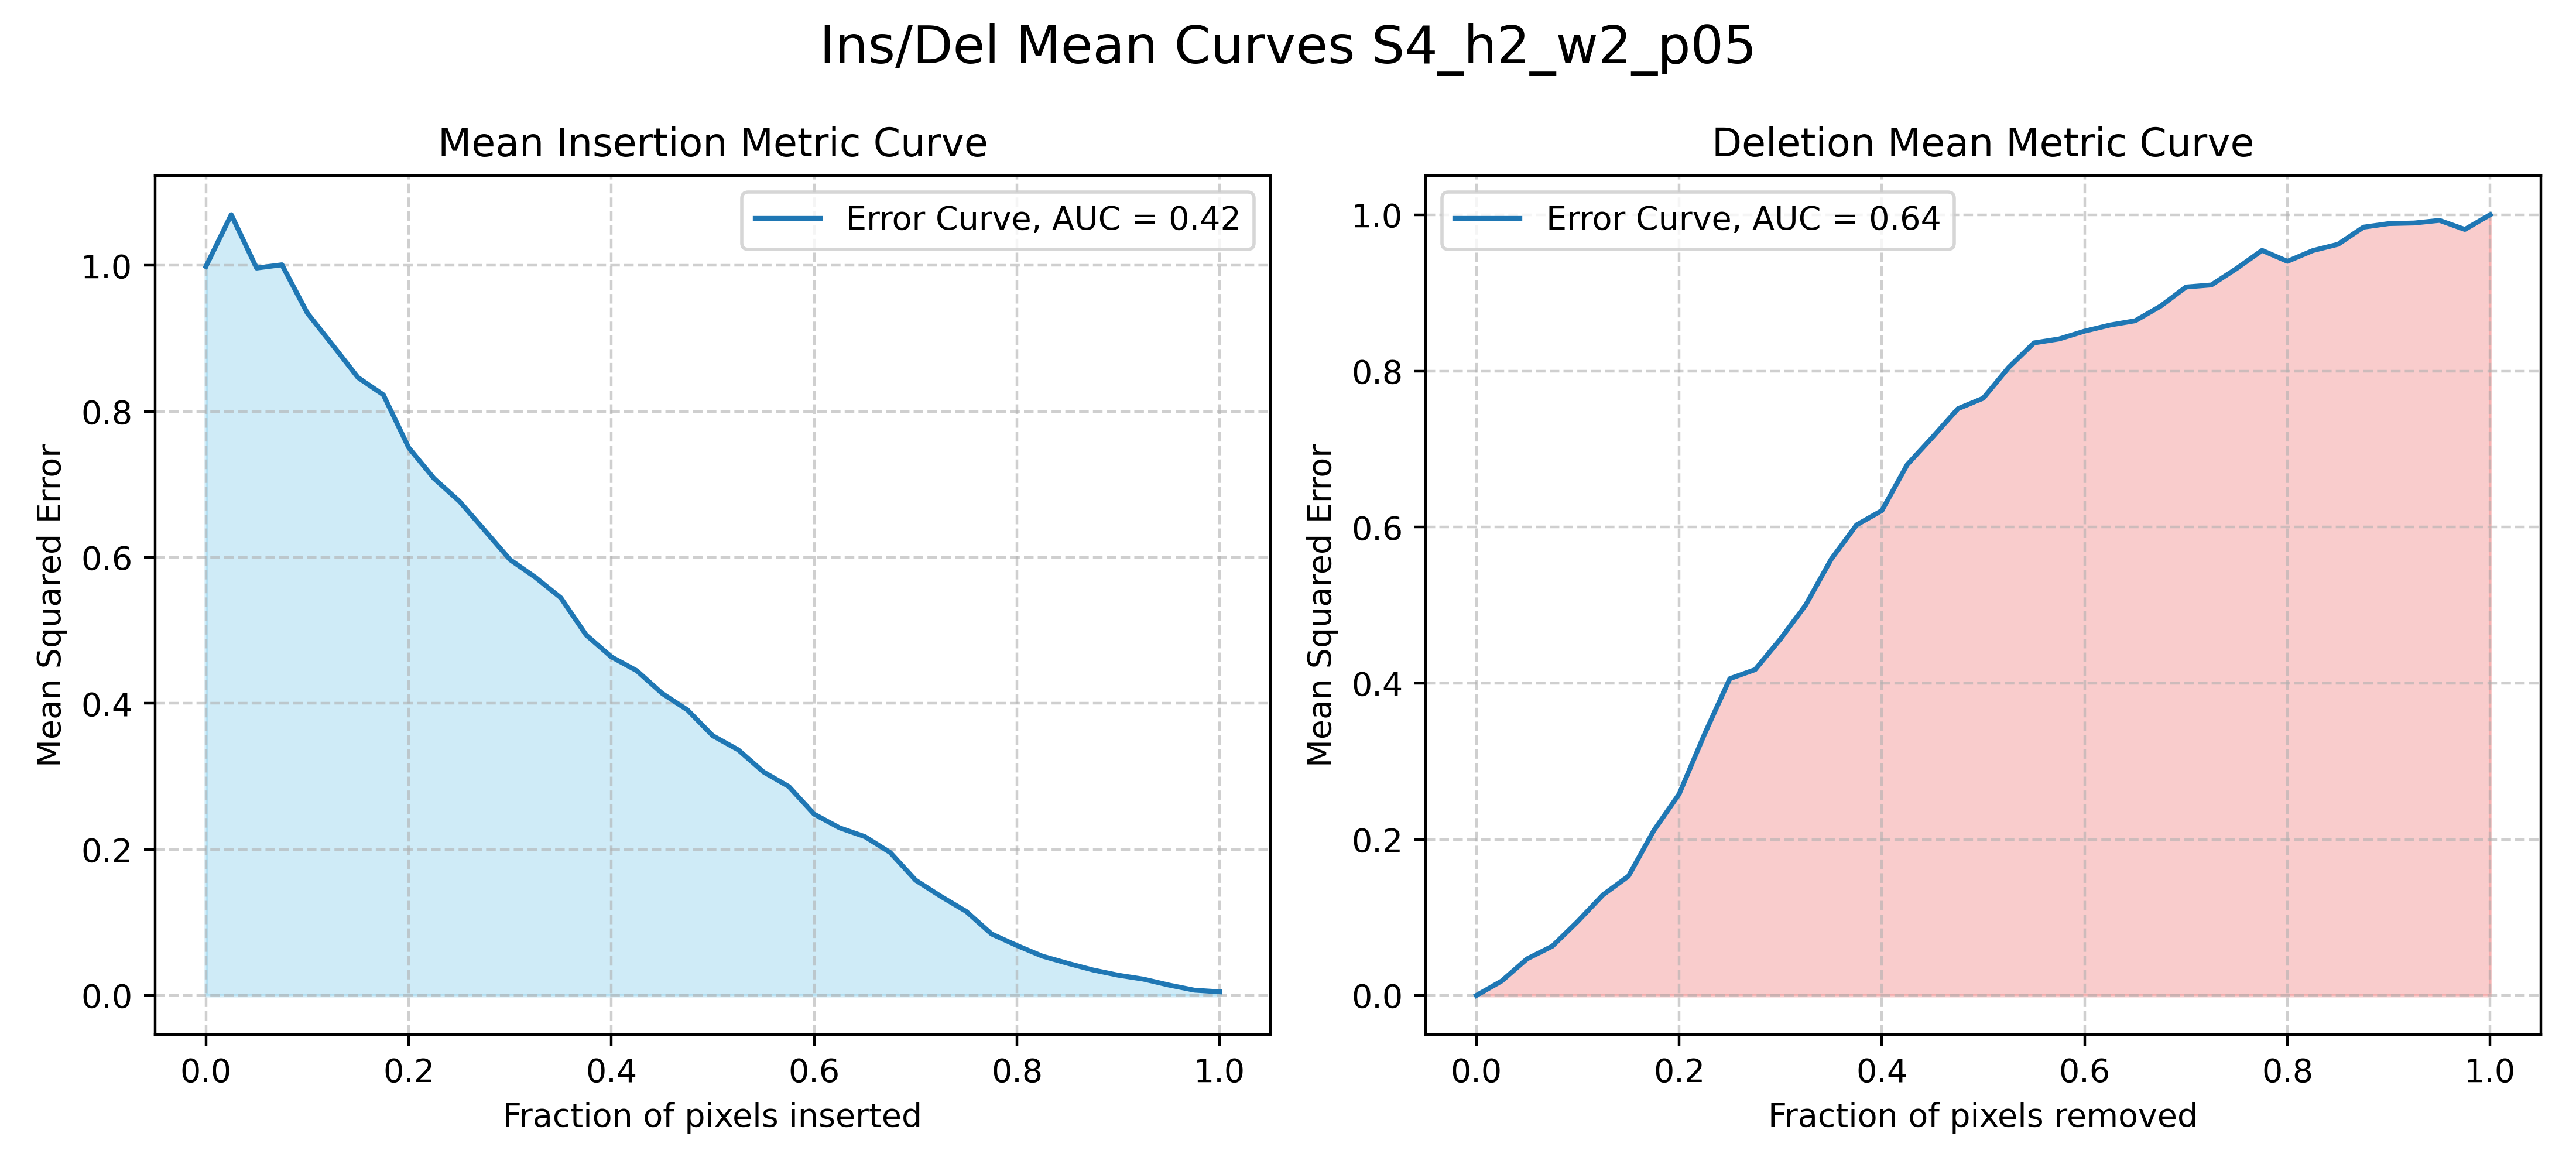 Ins/Del Mean Curves S4_h2_w2_p05
Mean Insertion Metric Curve
Error Curve, AUC = 0.42
Mean Squared Error
1.0
0.8
0.6
0.4
0.2
0.0
0.0 0.2 0.4 0.6 0.8 1.0
Fraction of pixels inserted
Deletion Mean Metric Curve
Error Curve, AUC = 0.64
Mean Squared Error
1.0
0.8
0.6
0.4
0.2
0.0
0.0 0.2 0.4 0.6 0.8 1.0
Fraction of pixels removed